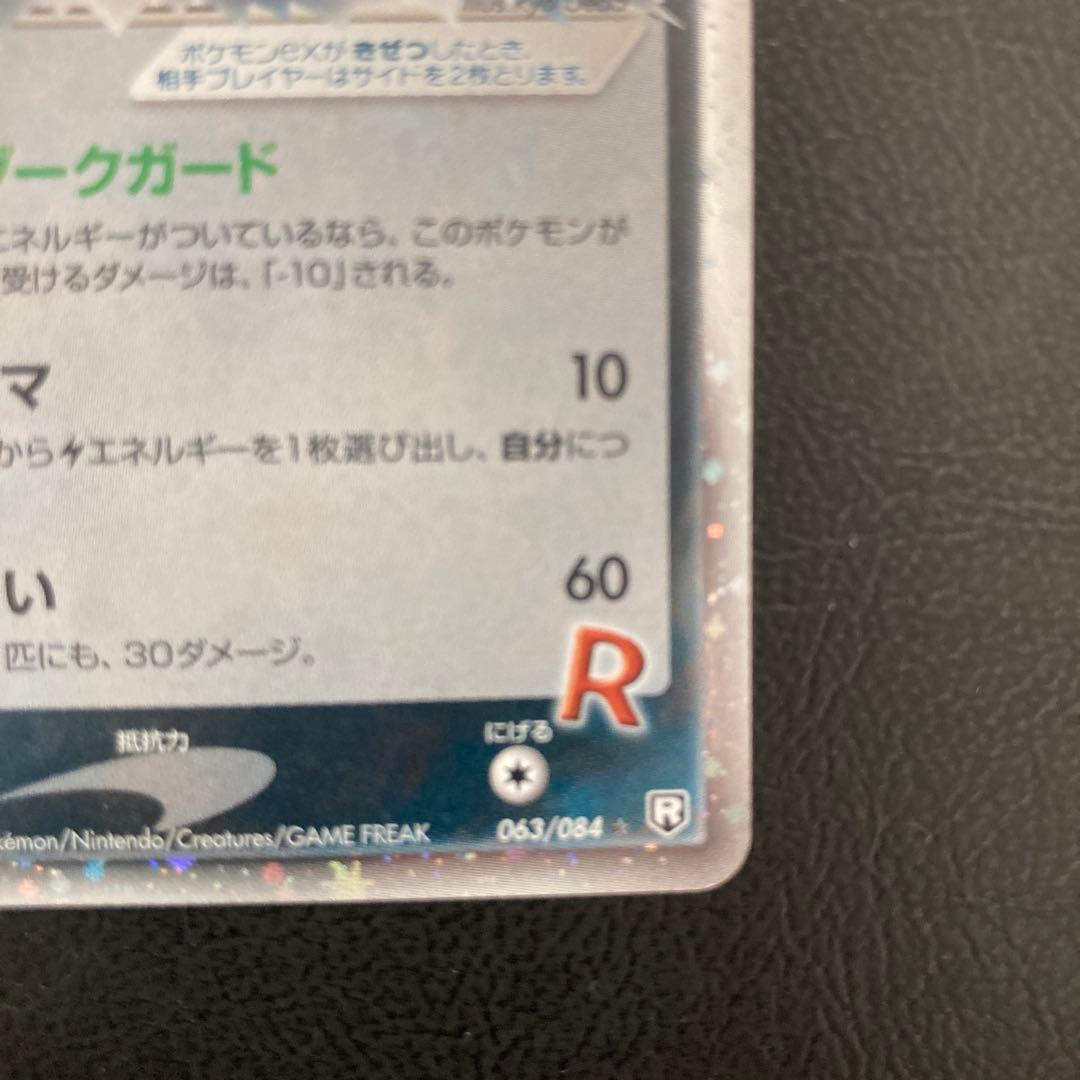 ポケモンexが きぜつしたとき、
相手プレイヤーはサイドを2枚とります。
ダークガード
エネルギーがついているなら、このポケモンが
受けるダメージは、「-10」される。
マ 10
からエネルギーを1枚選び出し、自分につ
い 60
匹にも、30ダメージ。
R
抵抗力 にげる
kémon/Nintendo/Creatures/GAME FREAK 063/084 ★ R